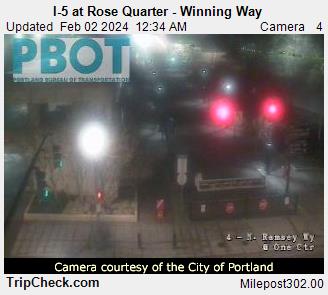 I-5 at Rose Quarter - Winning Way
Updated Feb 02 2024 12:34 AM Camera 4
PBOT
PORTLAND BUREAU OF TRANSPORTATION
4 - N. Ramsey Wy
@ One Ctr
Camera courtesy of the City of Portland
TripCheck.com Milepost302.00